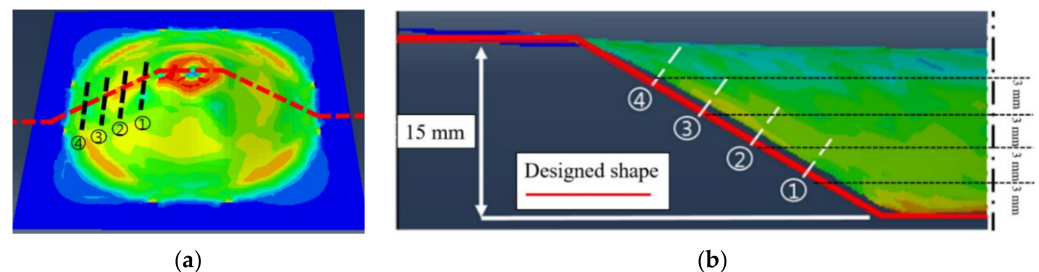 ④ ③ ② ①
(a)
15 mm
Designed shape
④
③
②
①
3 mm
3 mm
3 mm
3 mm
(b)